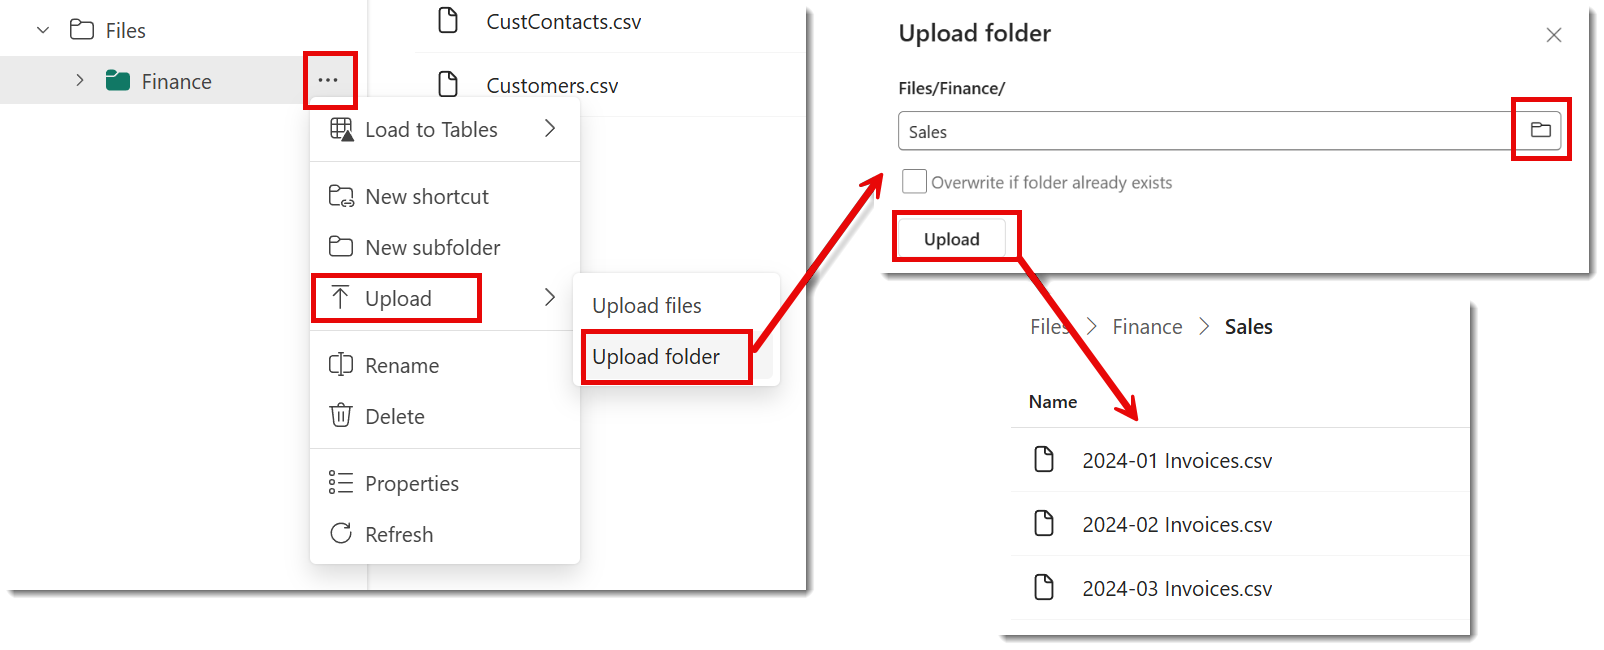 Files
Finance
...
CustContacts.csv
Customers.csv
Load to Tables
New shortcut
New subfolder
Upload
Rename
Delete
Properties
Refresh
Upload files
Upload folder
Upload folder
Files/Finance/
Sales
Overwrite if folder already exists
Upload
Files > Finance > Sales
Name
2024-01 Invoices.csv
2024-02 Invoices.csv
2024-03 Invoices.csv